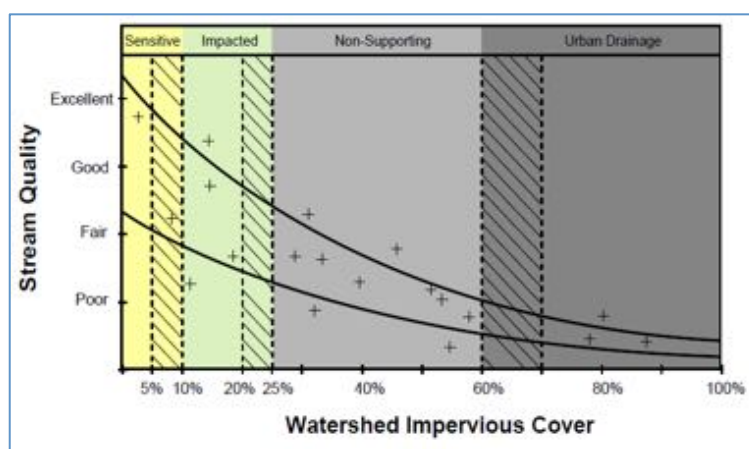 Sensitive Impacted Non-Supporting Urban Drainage
Excellent
Good
Fair
Poor
Stream Quality
5% 10% 20% 25% 40% 60% 80% 100%
Watershed Impervious Cover